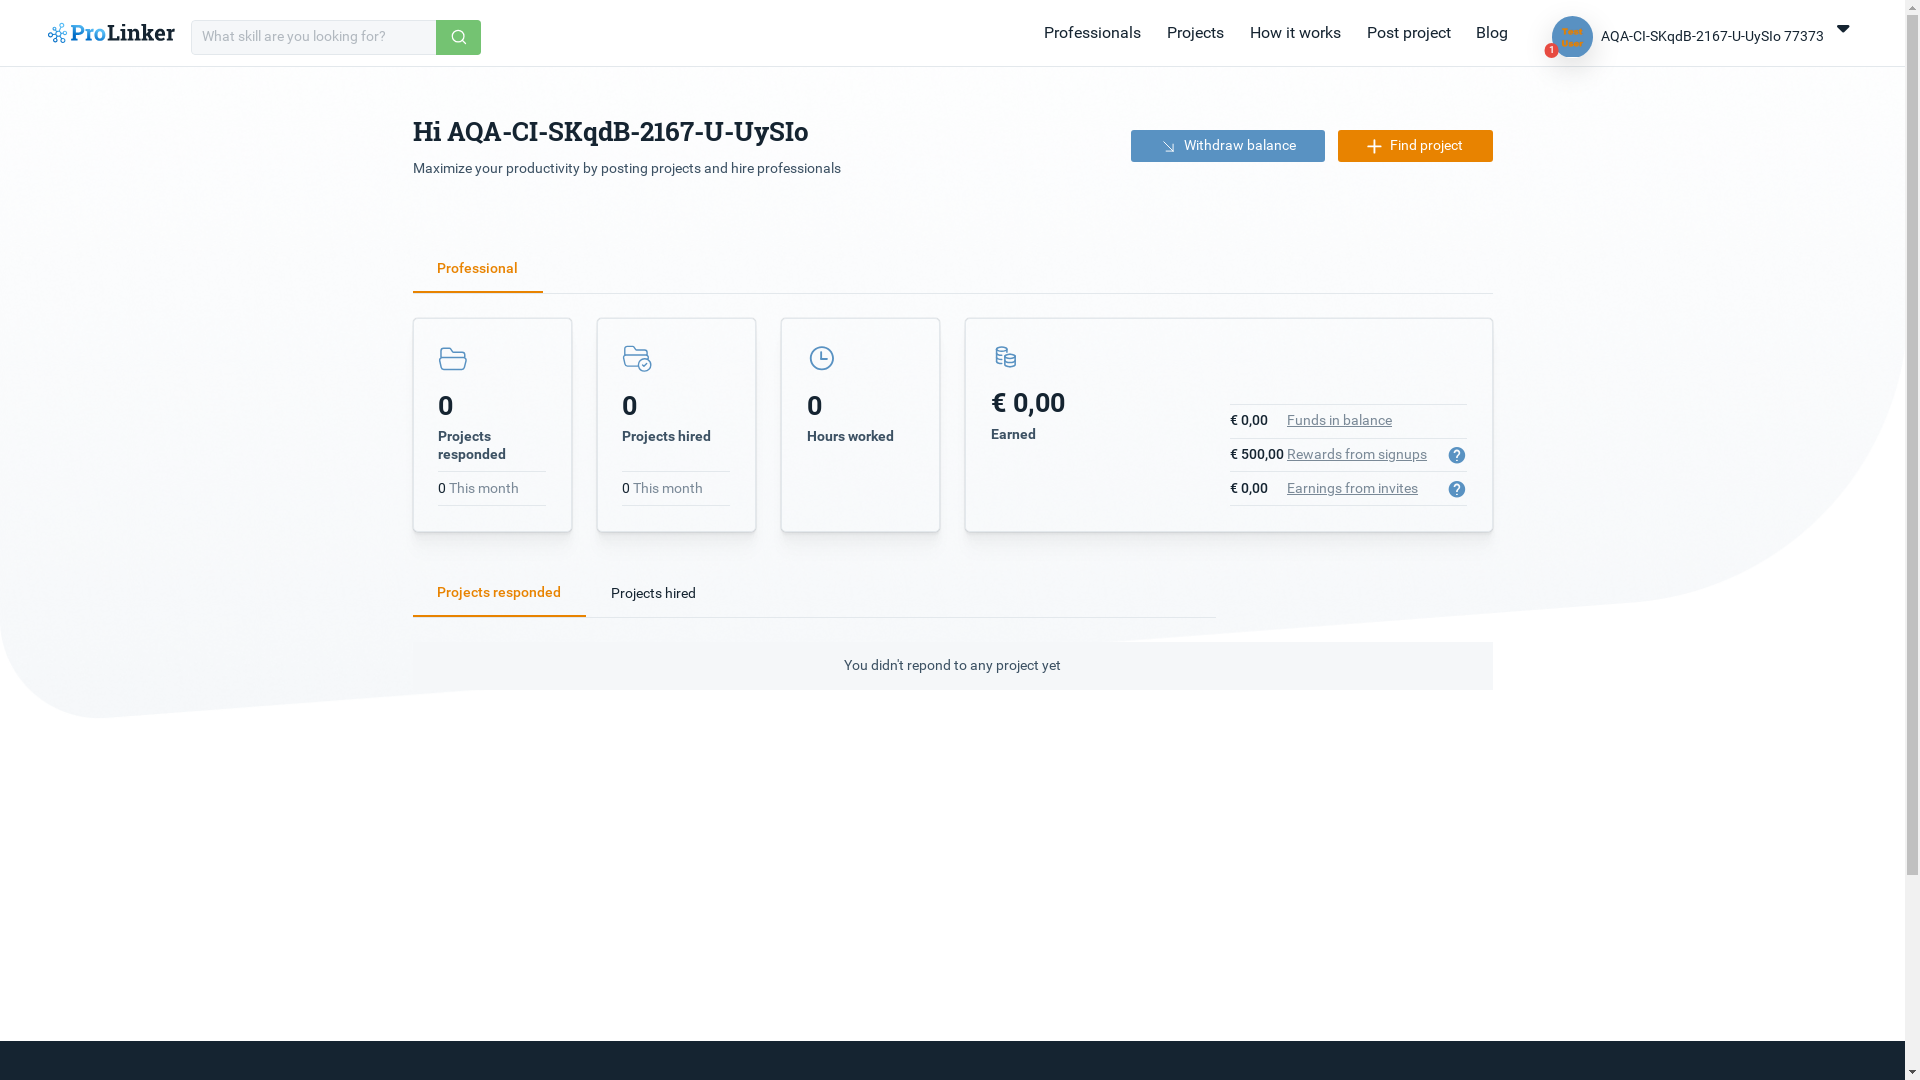 ProLinker
What skill are you looking for?
Professionals
Projects
How it works
Post project
Blog
Test
User
1
AQA-CI-SKqdB-2167-U-UySIo 77373
Hi AQA-CI-SKqdB-2167-U-UySIo
Maximize your productivity by posting projects and hire professionals
Withdraw balance
Find project
Professional
0
Projects
responded
0 This month
0
Projects hired
0 This month
0
Hours worked
€ 0,00
Earned
€ 0,00 Funds in balance
€ 500,00 Rewards from signups ?
€ 0,00 Earnings from invites ?
Projects responded
Projects hired
You didn't repond to any project yet